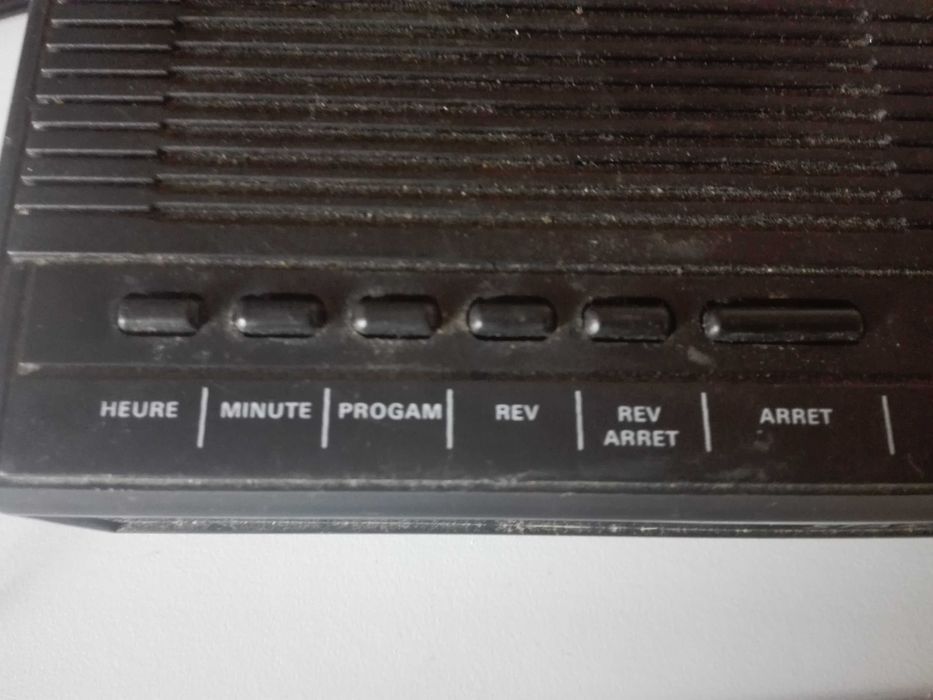 HEURE | MINUTE | PROGAM | REV | REV ARRET | ARRET |